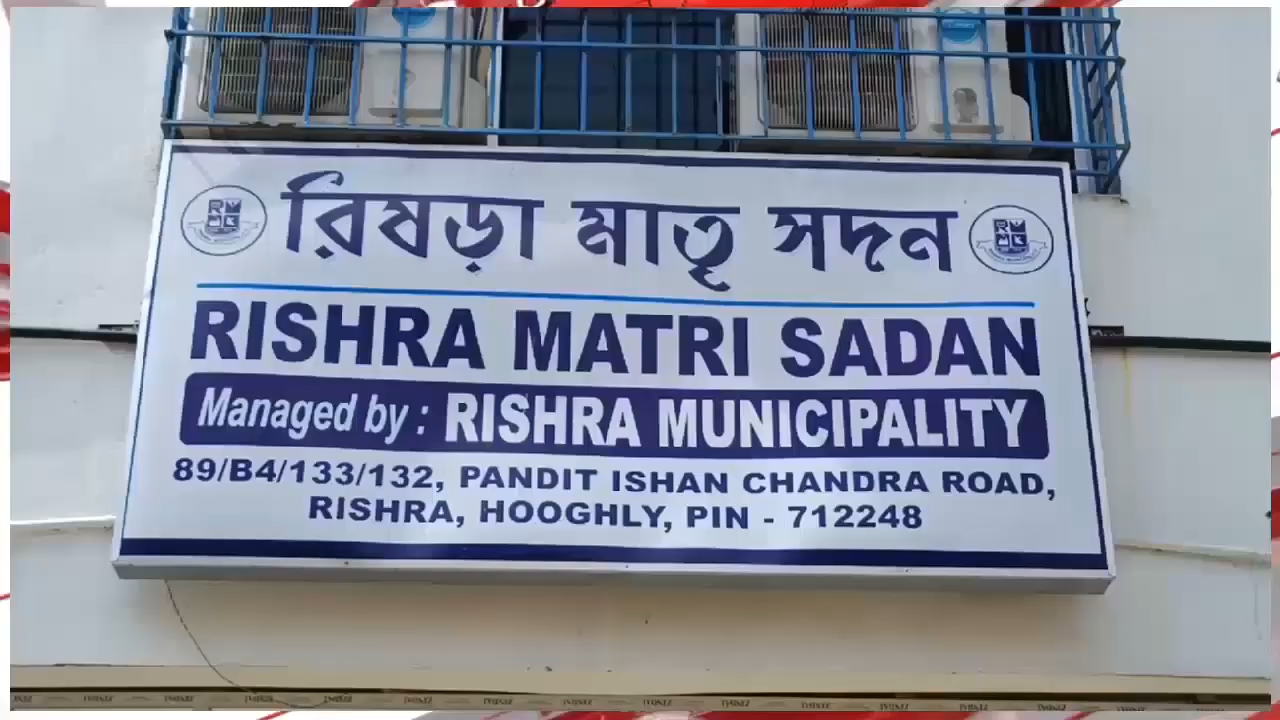 রিষড়া মাতৃ সদন
RISHRA MATRI SADAN
Managed by : RISHRA MUNICIPALITY
89/B4/133/132, PANDIT ISHAN CHANDRA ROAD,
RISHRA, HOOGHLY, PIN - 712248